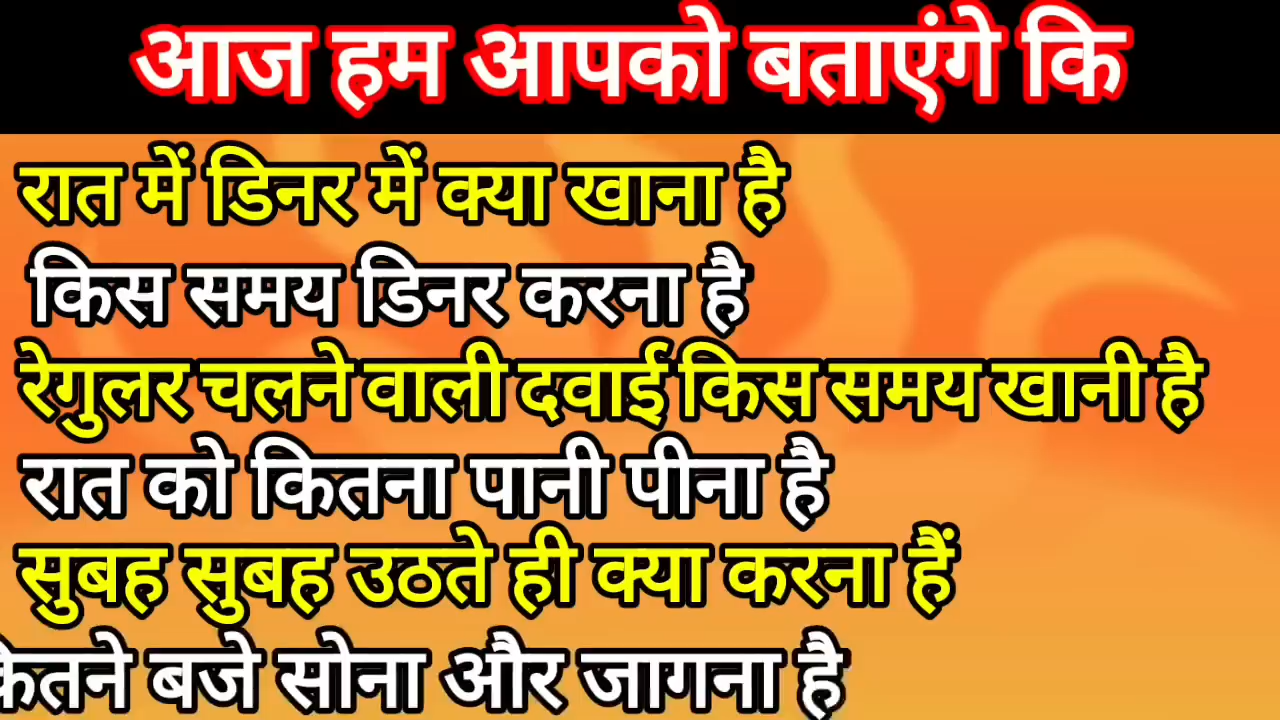 आज हम आपको बताएंगे कि
रात में डिनर में क्या खाना है
किस समय डिनर करना है
रेगुलर चलने वाली दवाई किस समय खानी है
रात को कितना पानी पीना है
सुबह सुबह उठते ही क्या करना हैं
कितने बजे सोना और जागना है